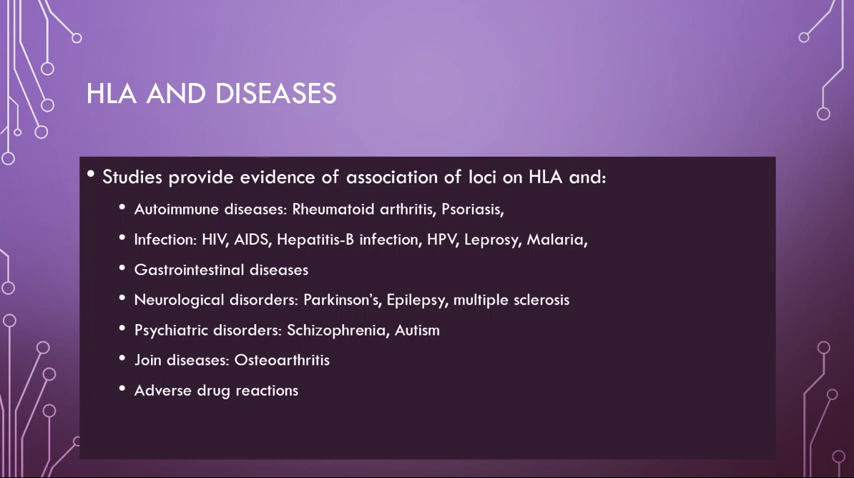 HLA AND DISEASES
• Studies provide evidence of association of loci on HLA and:
• Autoimmune diseases: Rheumatoid arthritis, Psoriasis,
• Infection: HIV, AIDS, Hepatitis-B infection, HPV, Leprosy, Malaria,
• Gastrointestinal diseases
• Neurological disorders: Parkinson's, Epilepsy, multiple sclerosis
• Psychiatric disorders: Schizophrenia, Autism
• Join diseases: Osteoarthritis
• Adverse drug reactions